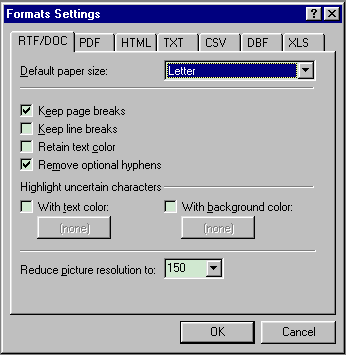 Formats Settings
RTF/DOC PDF HTML TXT CSV DBF XLS
Default paper size: Letter
Keep page breaks
Keep line breaks
Retain text color
Remove optional hyphens
Highlight uncertain characters
With text color: With background color:
(none) (none)
Reduce picture resolution to: 150
OK Cancel